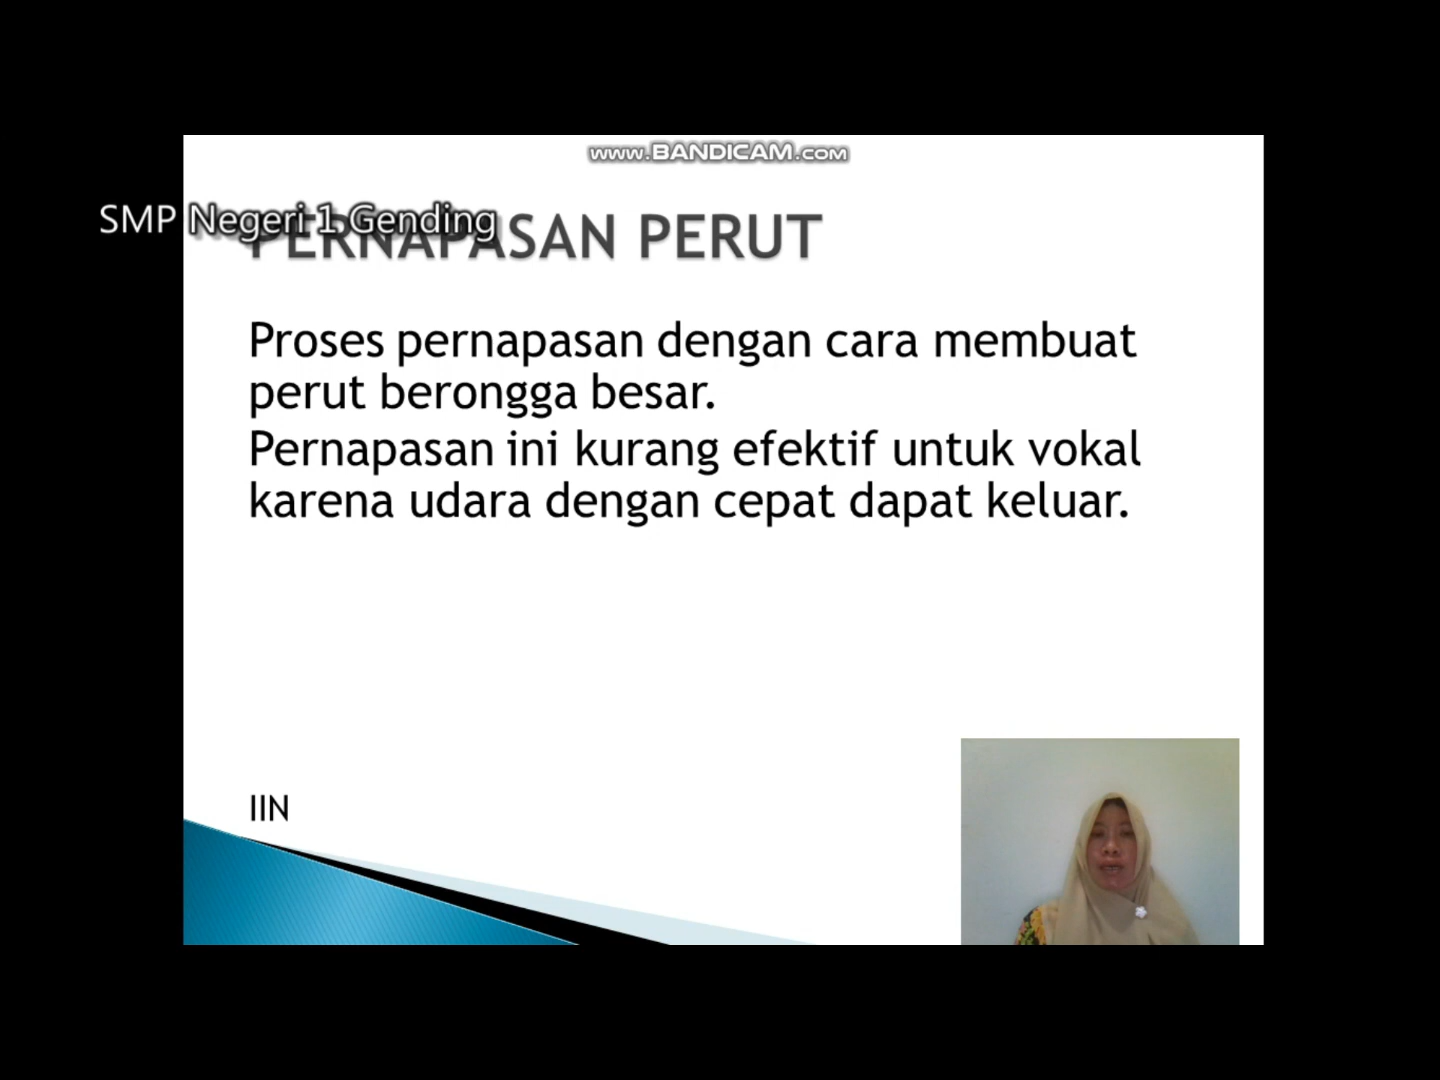 www.BANDICAM.com
SMP Negeri 1 Gending
PERNAPASAN PERUT
Proses pernapasan dengan cara membuat
perut berongga besar.
Pernapasan ini kurang efektif untuk vokal
karena udara dengan cepat dapat keluar.
IIN